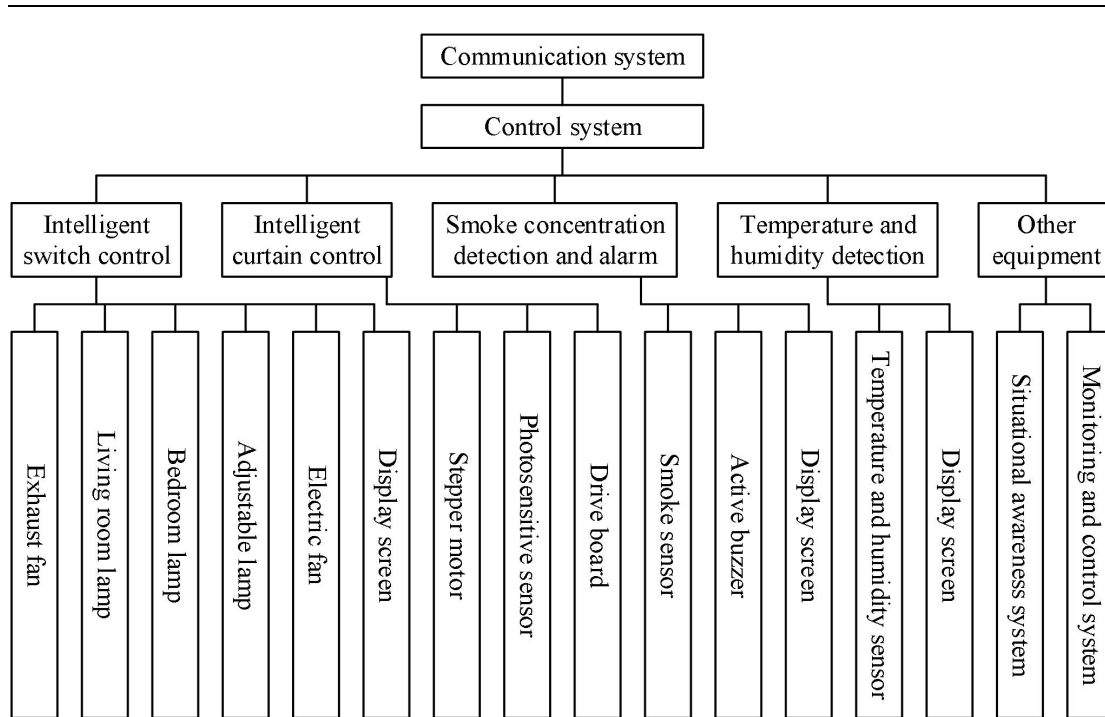 Communication system
Control system
Intelligent
switch control
Intelligent
curtain control
Smoke concentration
detection and alarm
Temperature and
humidity detection
Other
equipment
Exhaust fan
Living room lamp
Bedroom lamp
Adjustable lamp
Electric fan
Display screen
Stepper motor
Photosensitive sensor
Drive board
Smoke sensor
Active buzzer
Display screen
Temperature and humidity sensor
Display screen
Situational awareness system
Monitoring and control system